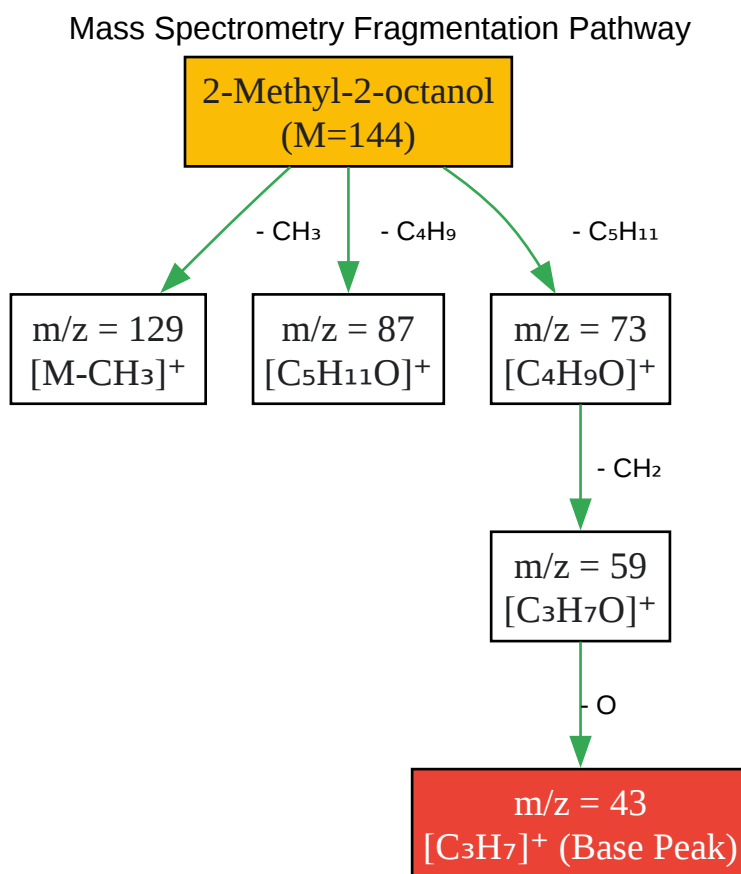 Mass Spectrometry Fragmentation Pathway
2-Methyl-2-octanol
(M=144)
- CH₃
- C₄H₉
- C₅H₁₁
m/z = 129
[M-CH₃]⁺
m/z = 87
[C₅H₁₁O]⁺
m/z = 73
[C₄H₉O]⁺
- CH₂
m/z = 59
[C₃H₇O]⁺
- O
m/z = 43
[C₃H₇]⁺ (Base Peak)